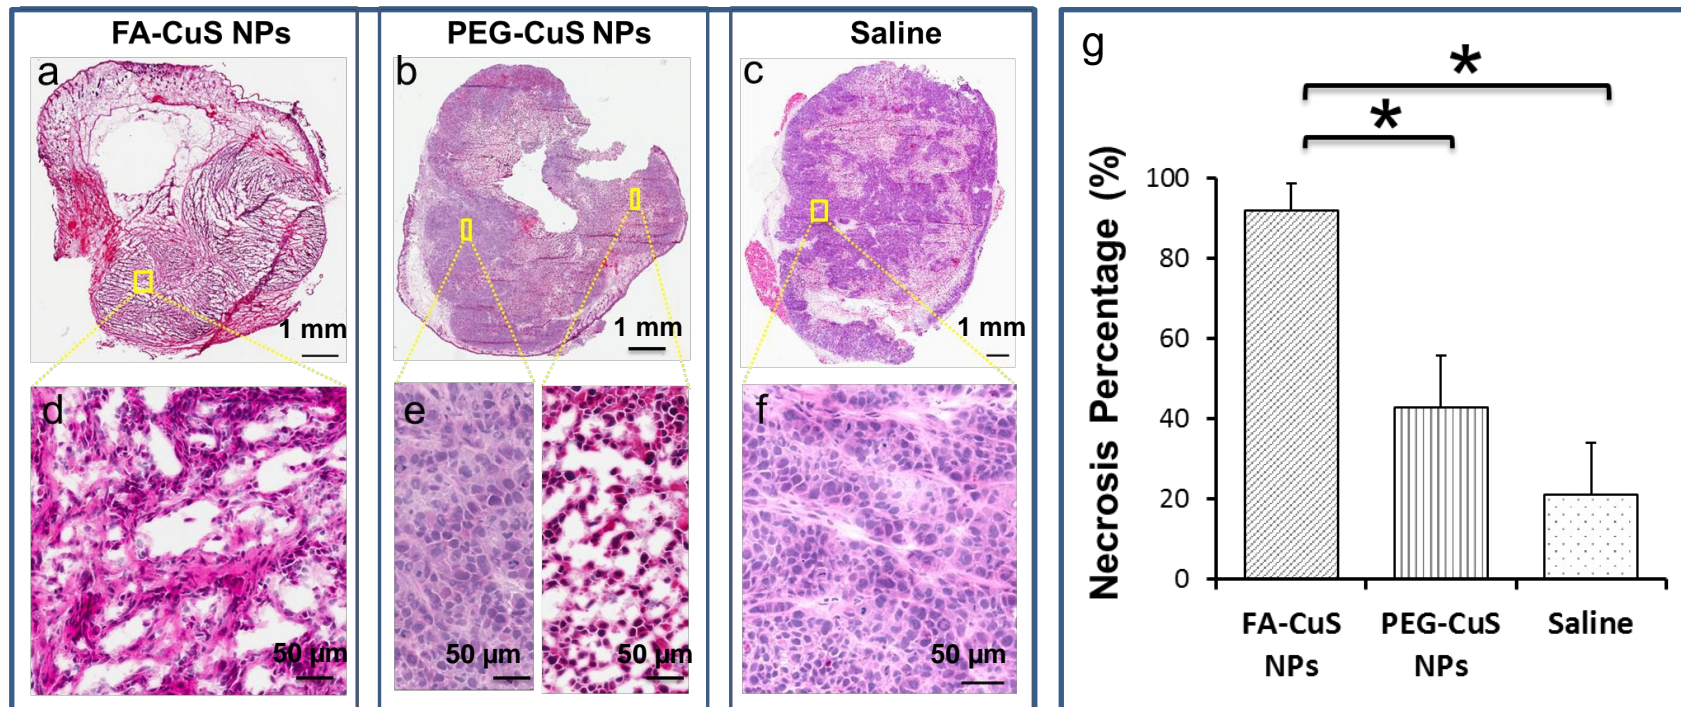 FA-CuS NPs
PEG-CuS NPs
Saline
a
b
c
1 mm
1 mm
1 mm
d
e
f
50 µm
50 µm
50 µm
50 µm
g
*
*
Necrosis Percentage (%)
100
80
60
40
20
0
FA-CuS
NPs
PEG-CuS
NPs
Saline